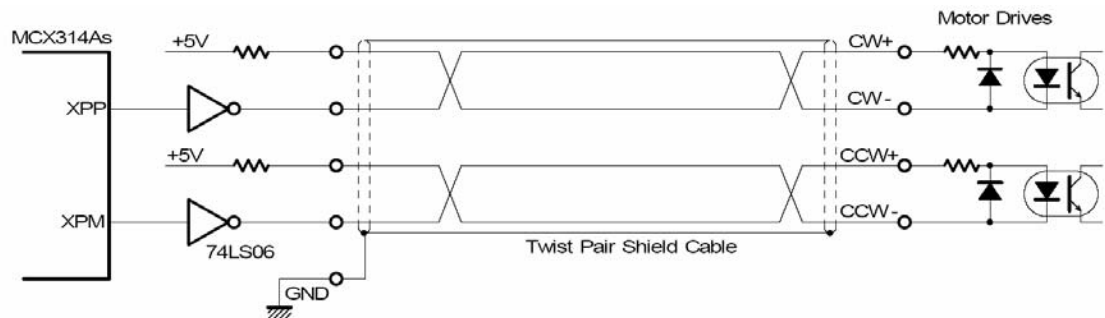 Motor Drives
MCX314As
+5V
CW+
XPP
CW-
+5V
CCW+
XPM
CCW-
74LS06
Twist Pair Shield Cable
GND